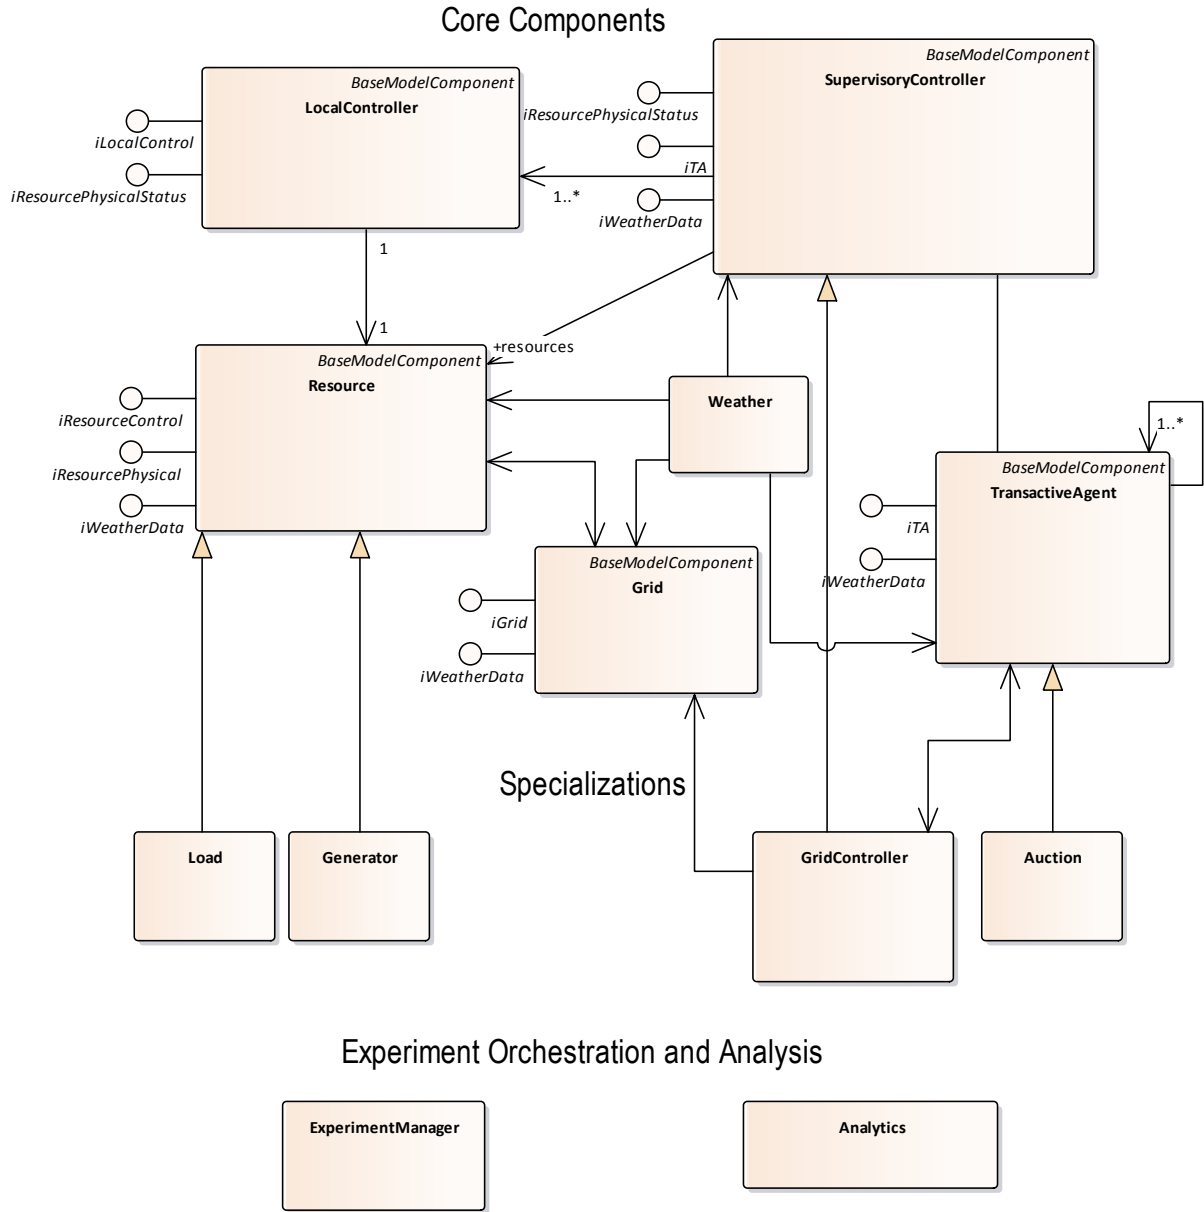 Core Components
BaseModelComponent
SupervisoryController
BaseModelComponent
LocalController
iLocalControl
iResourcePhysicalStatus
iResourcePhysicalStatus
iTA
iWeatherData
1..*
1
1
+resources
BaseModelComponent
Resource
iResourceControl
iResourcePhysical
iWeatherData
Weather
1..*
BaseModelComponent
TransactiveAgent
iTA
iWeatherData
BaseModelComponent
Grid
iGrid
iWeatherData
Specializations
Load
Generator
GridController
Auction
Experiment Orchestration and Analysis
ExperimentManager
Analytics